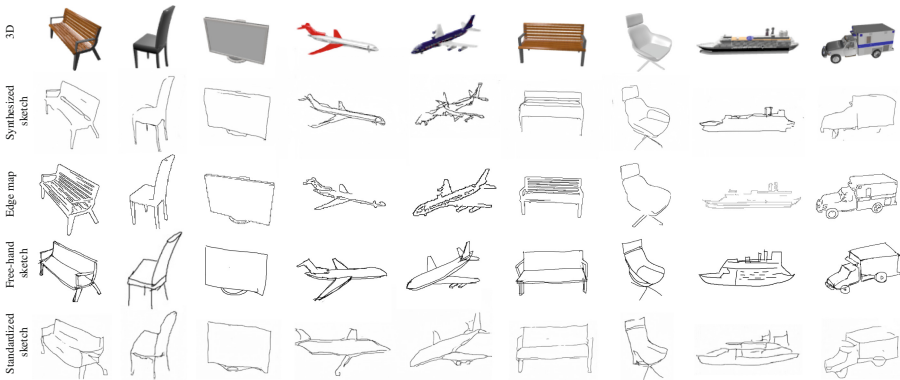 3D
Synthesized
sketch
Edge map
Free-hand
sketch
Standardized
sketch